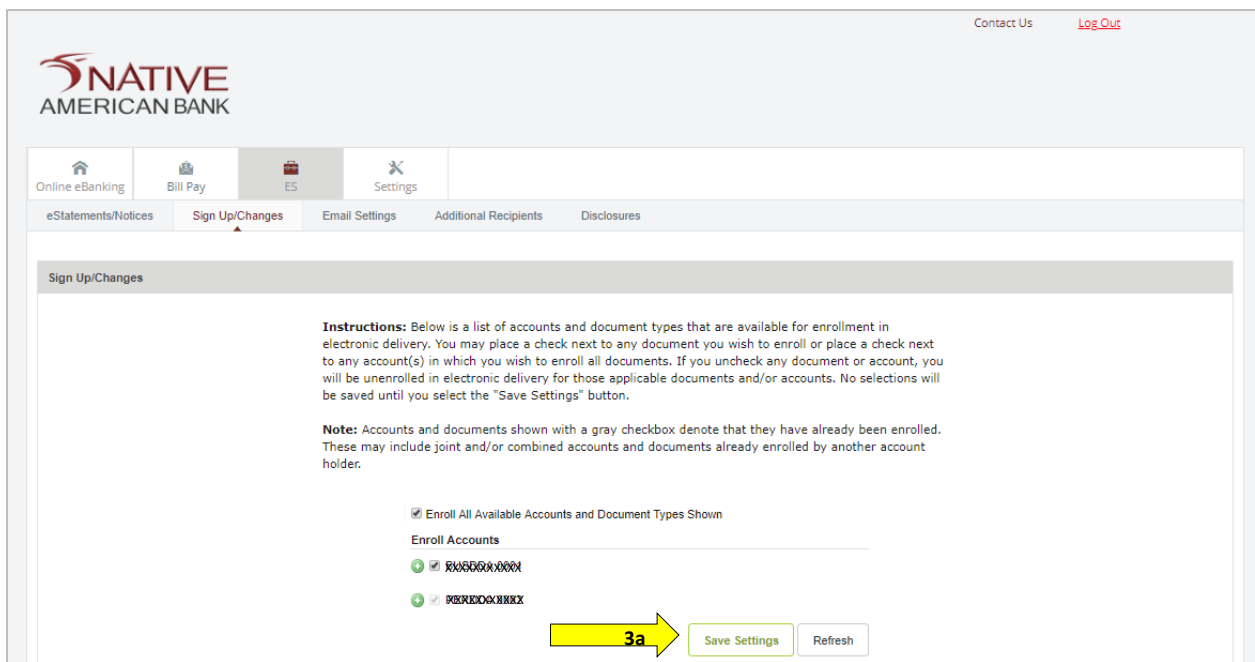 Contact Us Log Out
NATIVE
AMERICAN BANK
Online eBanking Bill Pay ES Settings
eStatements/Notices Sign Up/Changes Email Settings Additional Recipients Disclosures
Sign Up/Changes
Instructions: Below is a list of accounts and document types that are available for enrollment in
electronic delivery. You may place a check next to any document you wish to enroll or place a check next
to any account(s) in which you wish to enroll all documents. If you uncheck any document or account, you
will be unenrolled in electronic delivery for those applicable documents and/or accounts. No selections will
be saved until you select the "Save Settings" button.
Note: Accounts and documents shown with a gray checkbox denote that they have already been enrolled.
These may include joint and/or combined accounts and documents already enrolled by another account
holder.
Enroll All Available Accounts and Document Types Shown
Enroll Accounts
3a Save Settings Refresh